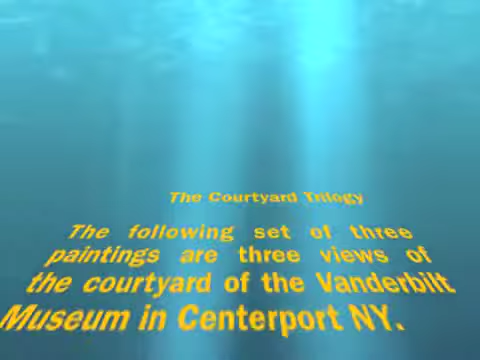 The Courtyard Trilogy
The following set of three
paintings are three views of
the courtyard of the Vanderbilt
Museum in Centerport NY.